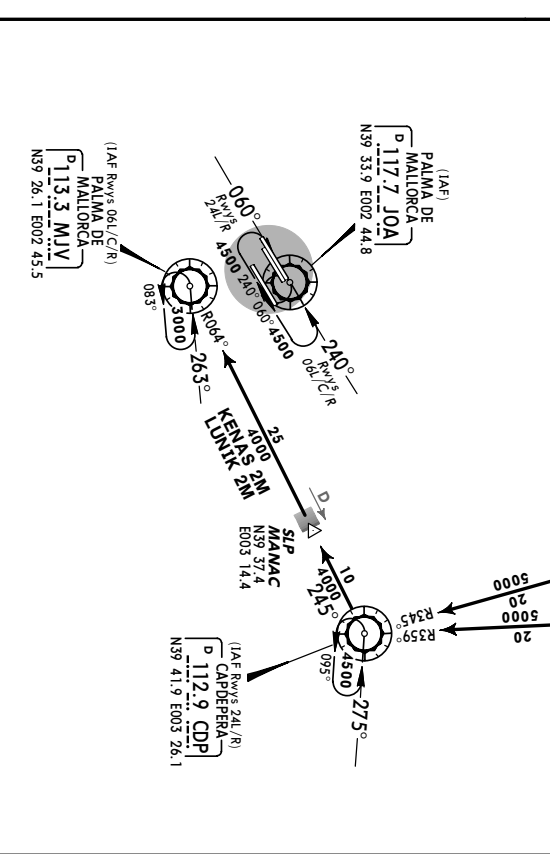 (IAF)
PALMA DE
MALLORCA
D 117.7 JOA
N39 33.9 E002 44.8
(IAF Rwys 06L/C/R)
PALMA DE
MALLORCA
D 113.3 MJV
N39 26.1 E002 45.5
060°
Rwys
24L/R
4500
240°
060°
4500
240°
Rwys
06L/C/R
083°
3000
263°
R064°
25
4000
KENAS 2M
LUNIK 2M
D
SLP
MANAC
N39 37.4
E003 14.4
10
4000
245°
R345°
R359°
5000
20
5000
20
095°
4500
275°
(IAF Rwys 24L/R)
CAPDEPERA
D 112.9 CDP
N39 41.9 E003 26.1